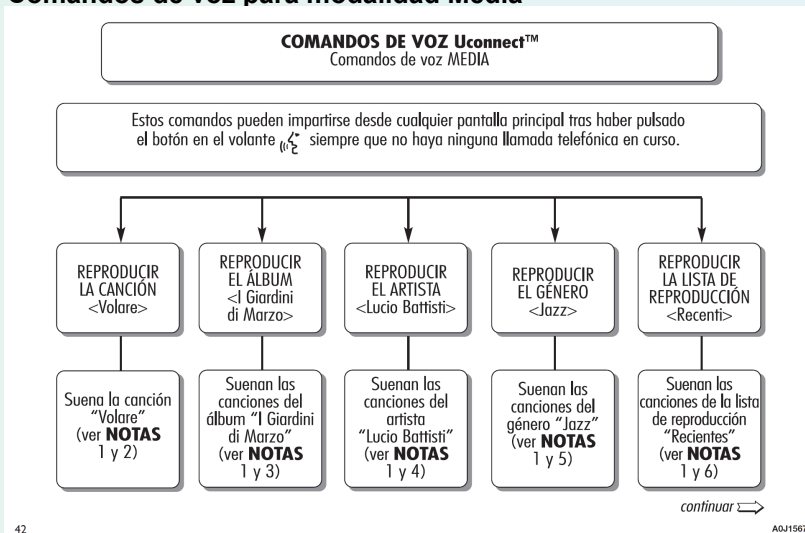 Comandos de voz para modalidad Media
COMANDOS DE VOZ Uconnect™
Comandos de voz MEDIA
Estos comandos pueden impartirse desde cualquier pantalla principal tras haber pulsado
el botón en el volante siempre que no haya ninguna llamada telefónica en curso.
REPRODUCIR
LA CANCIÓN
<Volare>
REPRODUCIR
EL ÁLBUM
<I Giardini
di Marzo>
REPRODUCIR
EL ARTISTA
<Lucio Battisti>
REPRODUCIR
EL GÉNERO
<Jazz>
REPRODUCIR
LA LISTA DE
REPRODUCCIÓN
<Recenti>
Suena la canción
"Volare"
(ver NOTAS
1 y 2)
Suenan las
canciones del
álbum "I Giardini
di Marzo"
(ver NOTAS
1 y 3)
Suenan las
canciones del
artista
"Lucio Battisti"
(ver NOTAS
1 y 4)
Suenan las
canciones del
género "Jazz"
(ver NOTAS
1 y 5)
Suenan las
canciones de la lista
de reproducción
"Recientes"
(ver NOTAS
1 y 6)
continuar
42
A0J1567